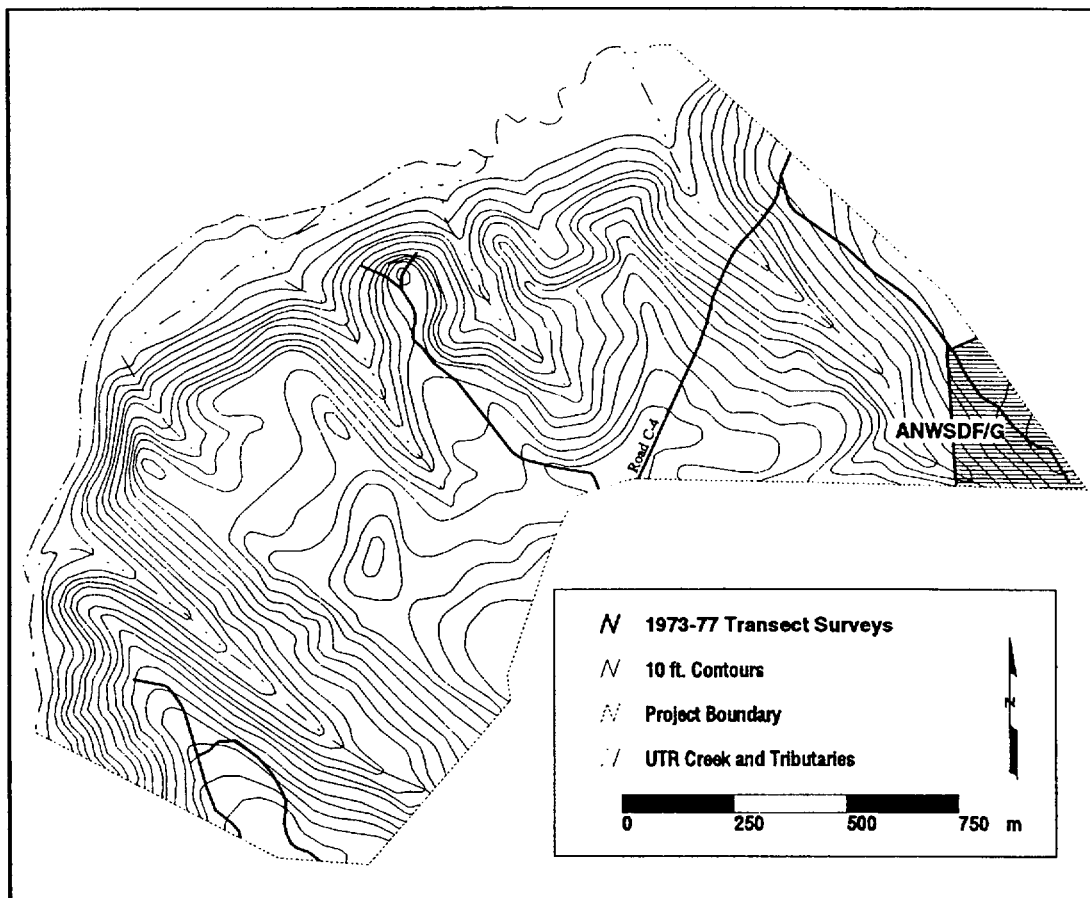 ANWSDF/G
Road C-4
1973-77 Transect Surveys
10 ft. Contours
Project Boundary
UTR Creek and Tributaries
N
0 250 500 750 m